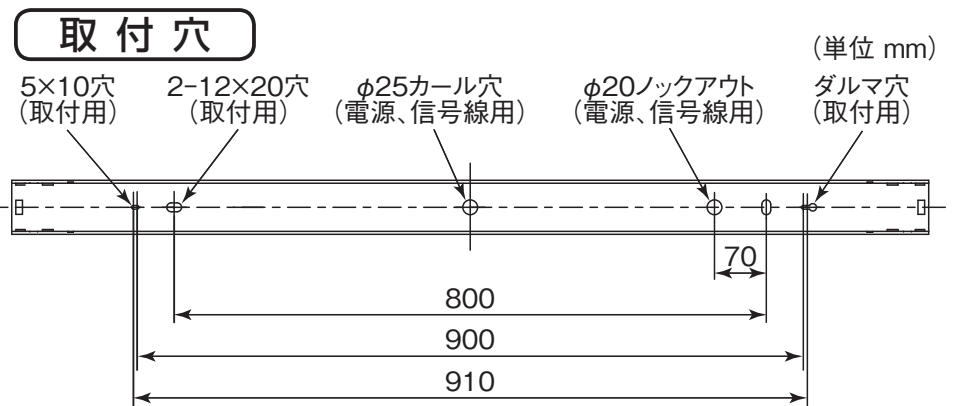 取付穴
(単位 mm)
5×10穴
(取付用)
2-12×20穴
(取付用)
φ25カール穴
(電源、信号線用)
φ20ノックアウト
(電源、信号線用)
ダルマ穴
(取付用)
70
800
900
910